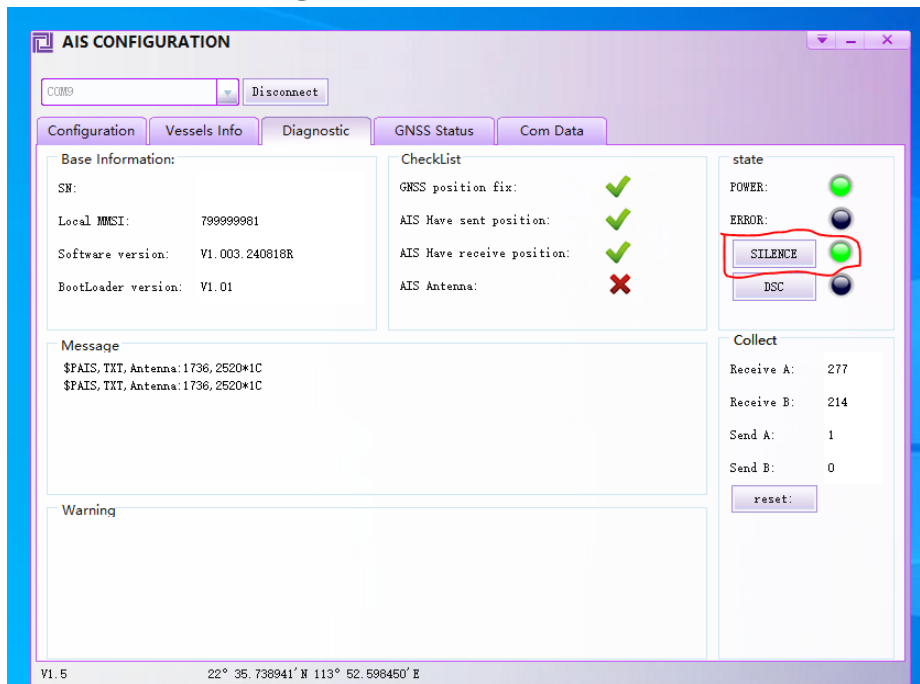 AIS CONFIGURATION
COM9
Disconnect
Configuration
Vessels Info
Diagnostic
GNSS Status
Com Data
Base Information:
SN:
Local MMSI: 799999981
Software version: V1.003.240818R
BootLoader version: V1.01
CheckList
GNSS position fix:
AIS Have sent position:
AIS Have receive position:
AIS Antenna:
state
POWER:
ERROR:
SILENCE
DSC
Message
$PAIS,TXT,Antenna:1736,2520*1C
$PAIS,TXT,Antenna:1736,2520*1C
Collect
Receive A: 277
Receive B: 214
Send A: 1
Send B: 0
reset:
Warning
V1.5
22° 35.738941′N 113° 52.598450′E